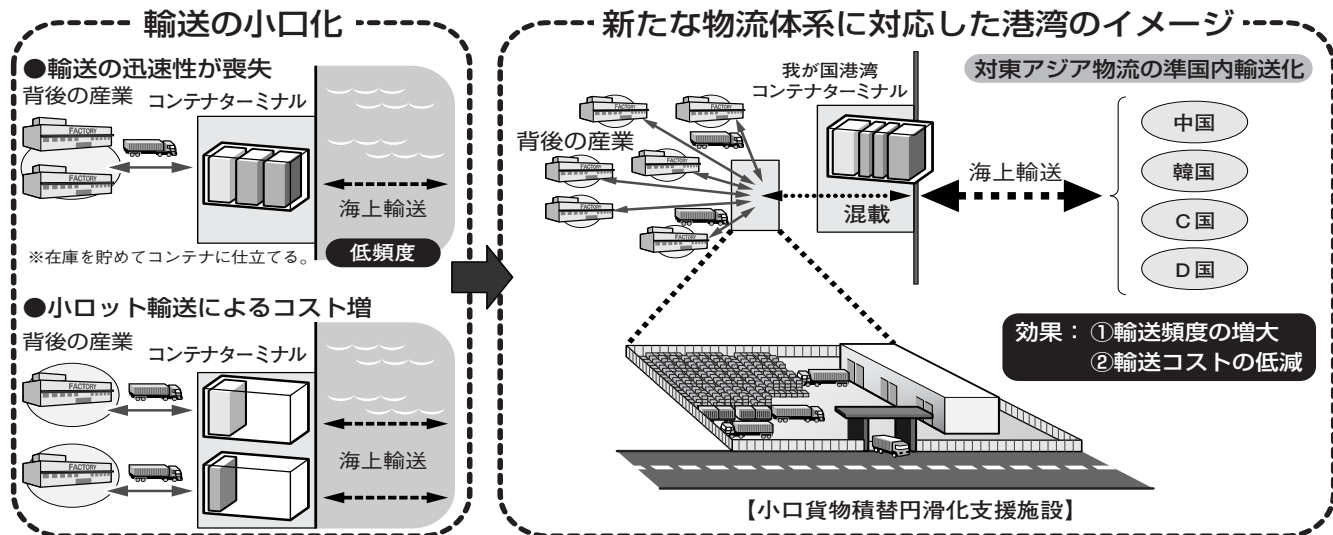 輸送の小口化
●輸送の迅速性が喪失
背後の産業
コンテナターミナル
FACTORY
FACTORY
海上輸送
低頻度
※在庫を貯めてコンテナに仕立てる。
●小ロット輸送によるコスト増
背後の産業
コンテナターミナル
FACTORY
FACTORY
海上輸送
新たな物流体系に対応した港湾のイメージ
我が国港湾
コンテナターミナル
対東アジア物流の準国内輸送化
背後の産業
FACTORY
FACTORY
FACTORY
FACTORY
FACTORY
FACTORY
混載
海上輸送
中国
韓国
C国
D国
効果：①輸送頻度の増大
②輸送コストの低減
【小口貨物積替円滑化支援施設】